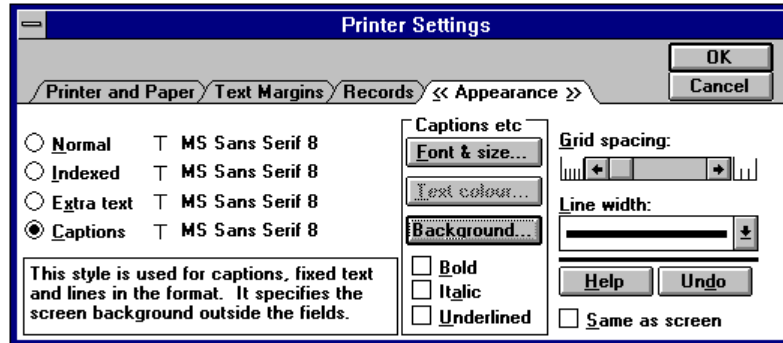 Printer Settings
OK
Cancel
Printer and Paper
Text Margins
Records
<< Appearance >>
Normal T MS Sans Serif 8
Indexed T MS Sans Serif 8
Extra text T MS Sans Serif 8
Captions T MS Sans Serif 8
This style is used for captions, fixed text
and lines in the format. It specifies the
screen background outside the fields.
Captions etc
Font & size...
Text colour...
Background...
Bold
Italic
Underlined
Grid spacing:
Line width:
Help
Undo
Same as screen